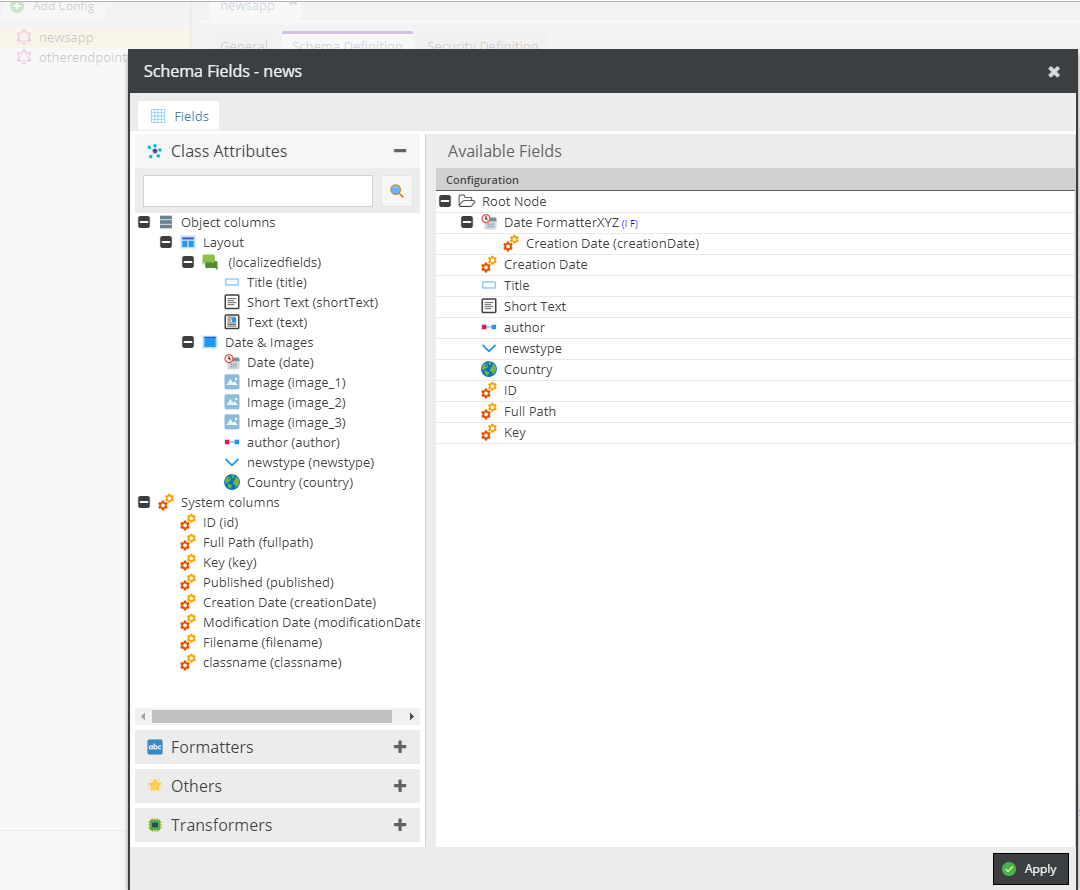 Add Config
newsapp
newsapp
otherendpoint
General
Schema Definition
Security Definition
Schema Fields - news
Fields
Class Attributes
Object columns
Layout
(localizedfields)
Title (title)
Short Text (shortText)
Text (text)
Date & Images
Date (date)
Image (image_1)
Image (image_2)
Image (image_3)
author (author)
newstype (newstype)
Country (country)
System columns
ID (id)
Full Path (fullpath)
Key (key)
Published (published)
Creation Date (creationDate)
Modification Date (modificationDate
Filename (filename)
classname (classname)
abc Formatters
Others
Transformers
Available Fields
Configuration
Root Node
Date FormatterXYZ (I F)
Creation Date (creationDate)
Creation Date
Title
Short Text
author
newstype
Country
ID
Full Path
Key
Apply